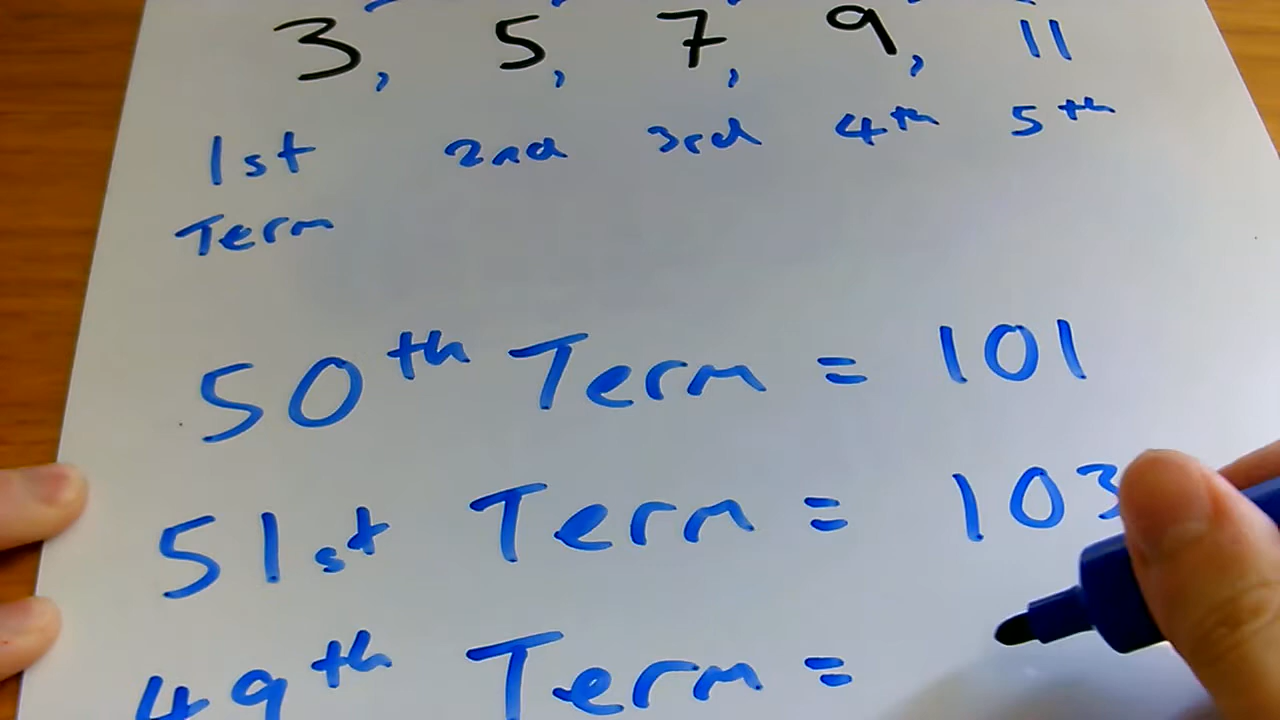 3, 5, 7, 9, 11
1st 2nd 3rd 4th 5th
Term
50th Term = 101
51st Term = 103
49th Term =